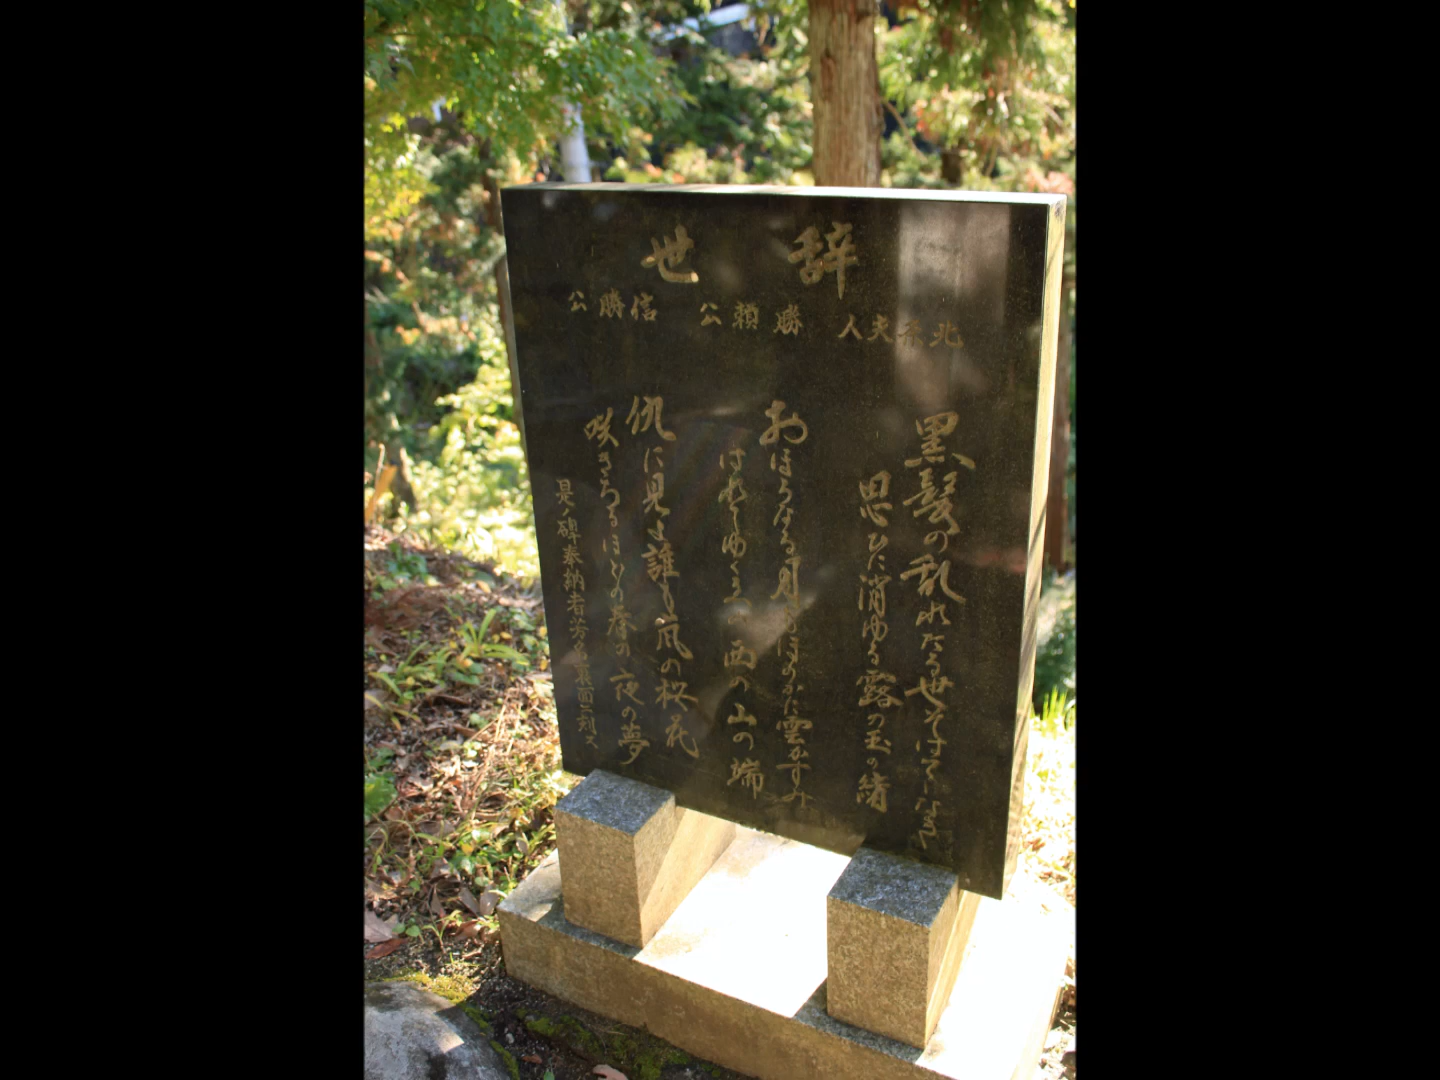 辞世
北条夫人
勝頼公
信勝公
黒髪の乱れたる世ぞはてしなき
思ひに消ゆる露の玉の緒
おぼろなる月もほのかに雲かすみ
はれてゆくえの西の山の端
仇に見よ誰も嵐の桜花
咲きちるほどの春の夜の夢
是ノ碑奉納者芳名裏面ニ刻ス